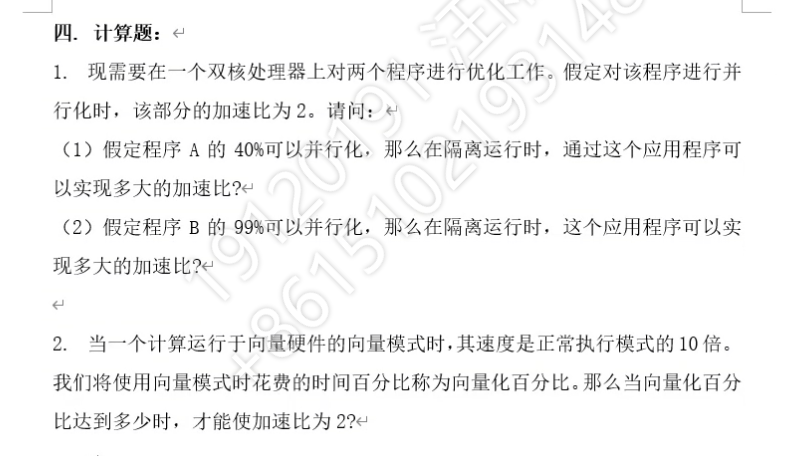 四. 计算题：
1. 现需要在一个双核处理器上对两个程序进行优化工作。假定对该程序进行并
行化时，该部分的加速比为 2。请问：
（1）假定程序 A 的 40%可以并行化，那么在隔离运行时，通过这个应用程序可
以实现多大的加速比?
（2）假定程序 B 的 99%可以并行化，那么在隔离运行时，这个应用程序可以实
现多大的加速比?
2. 当一个计算运行于向量硬件的向量模式时,其速度是正常执行模式的 10 倍。
我们将使用向量模式时花费的时间百分比称为向量化百分比。那么当向量化百分
比达到多少时，才能使加速比为 2?